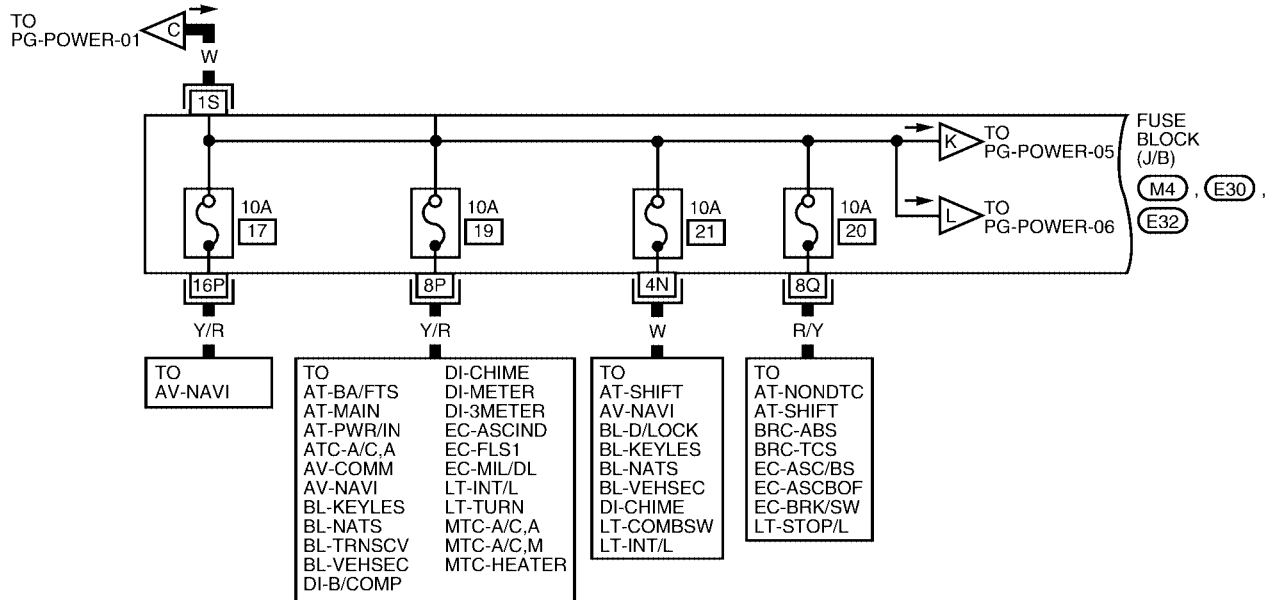 TO
PG-POWER-01
C
W
1S
FUSE
BLOCK
(J/B)
M4 , E30 ,
E32
K
TO
PG-POWER-05
L
TO
PG-POWER-06
10A
17
10A
19
10A
21
10A
20
16P
8P
4N
8Q
Y/R
Y/R
W
R/Y
TO
AV-NAVI
TO
AT-BA/FTS
AT-MAIN
AT-PWR/IN
ATC-A/C,A
AV-COMM
AV-NAVI
BL-KEYLES
BL-NATS
BL-TRNSCV
BL-VEHSEC
DI-B/COMP
DI-CHIME
DI-METER
DI-3METER
EC-ASCIND
EC-FLS1
EC-MIL/DL
LT-INT/L
LT-TURN
MTC-A/C,A
MTC-A/C,M
MTC-HEATER
TO
AT-SHIFT
AV-NAVI
BL-D/LOCK
BL-KEYLES
BL-NATS
BL-VEHSEC
DI-CHIME
LT-COMBSW
LT-INT/L
TO
AT-NONDTC
AT-SHIFT
BRC-ABS
BRC-TCS
EC-ASC/BS
EC-ASCBOF
EC-BRK/SW
LT-STOP/L